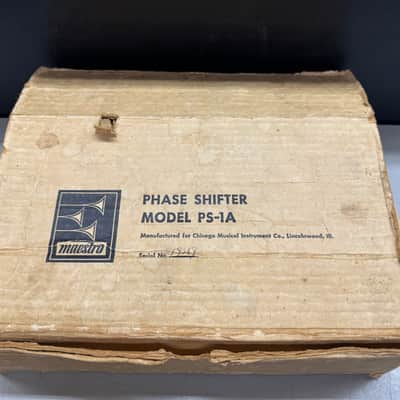 PHASE SHIFTER
MODEL PS-1A
Manufactured for Chicago Musical Instrument Co., Lincolnwood, Ill.
maestro
Serial No.